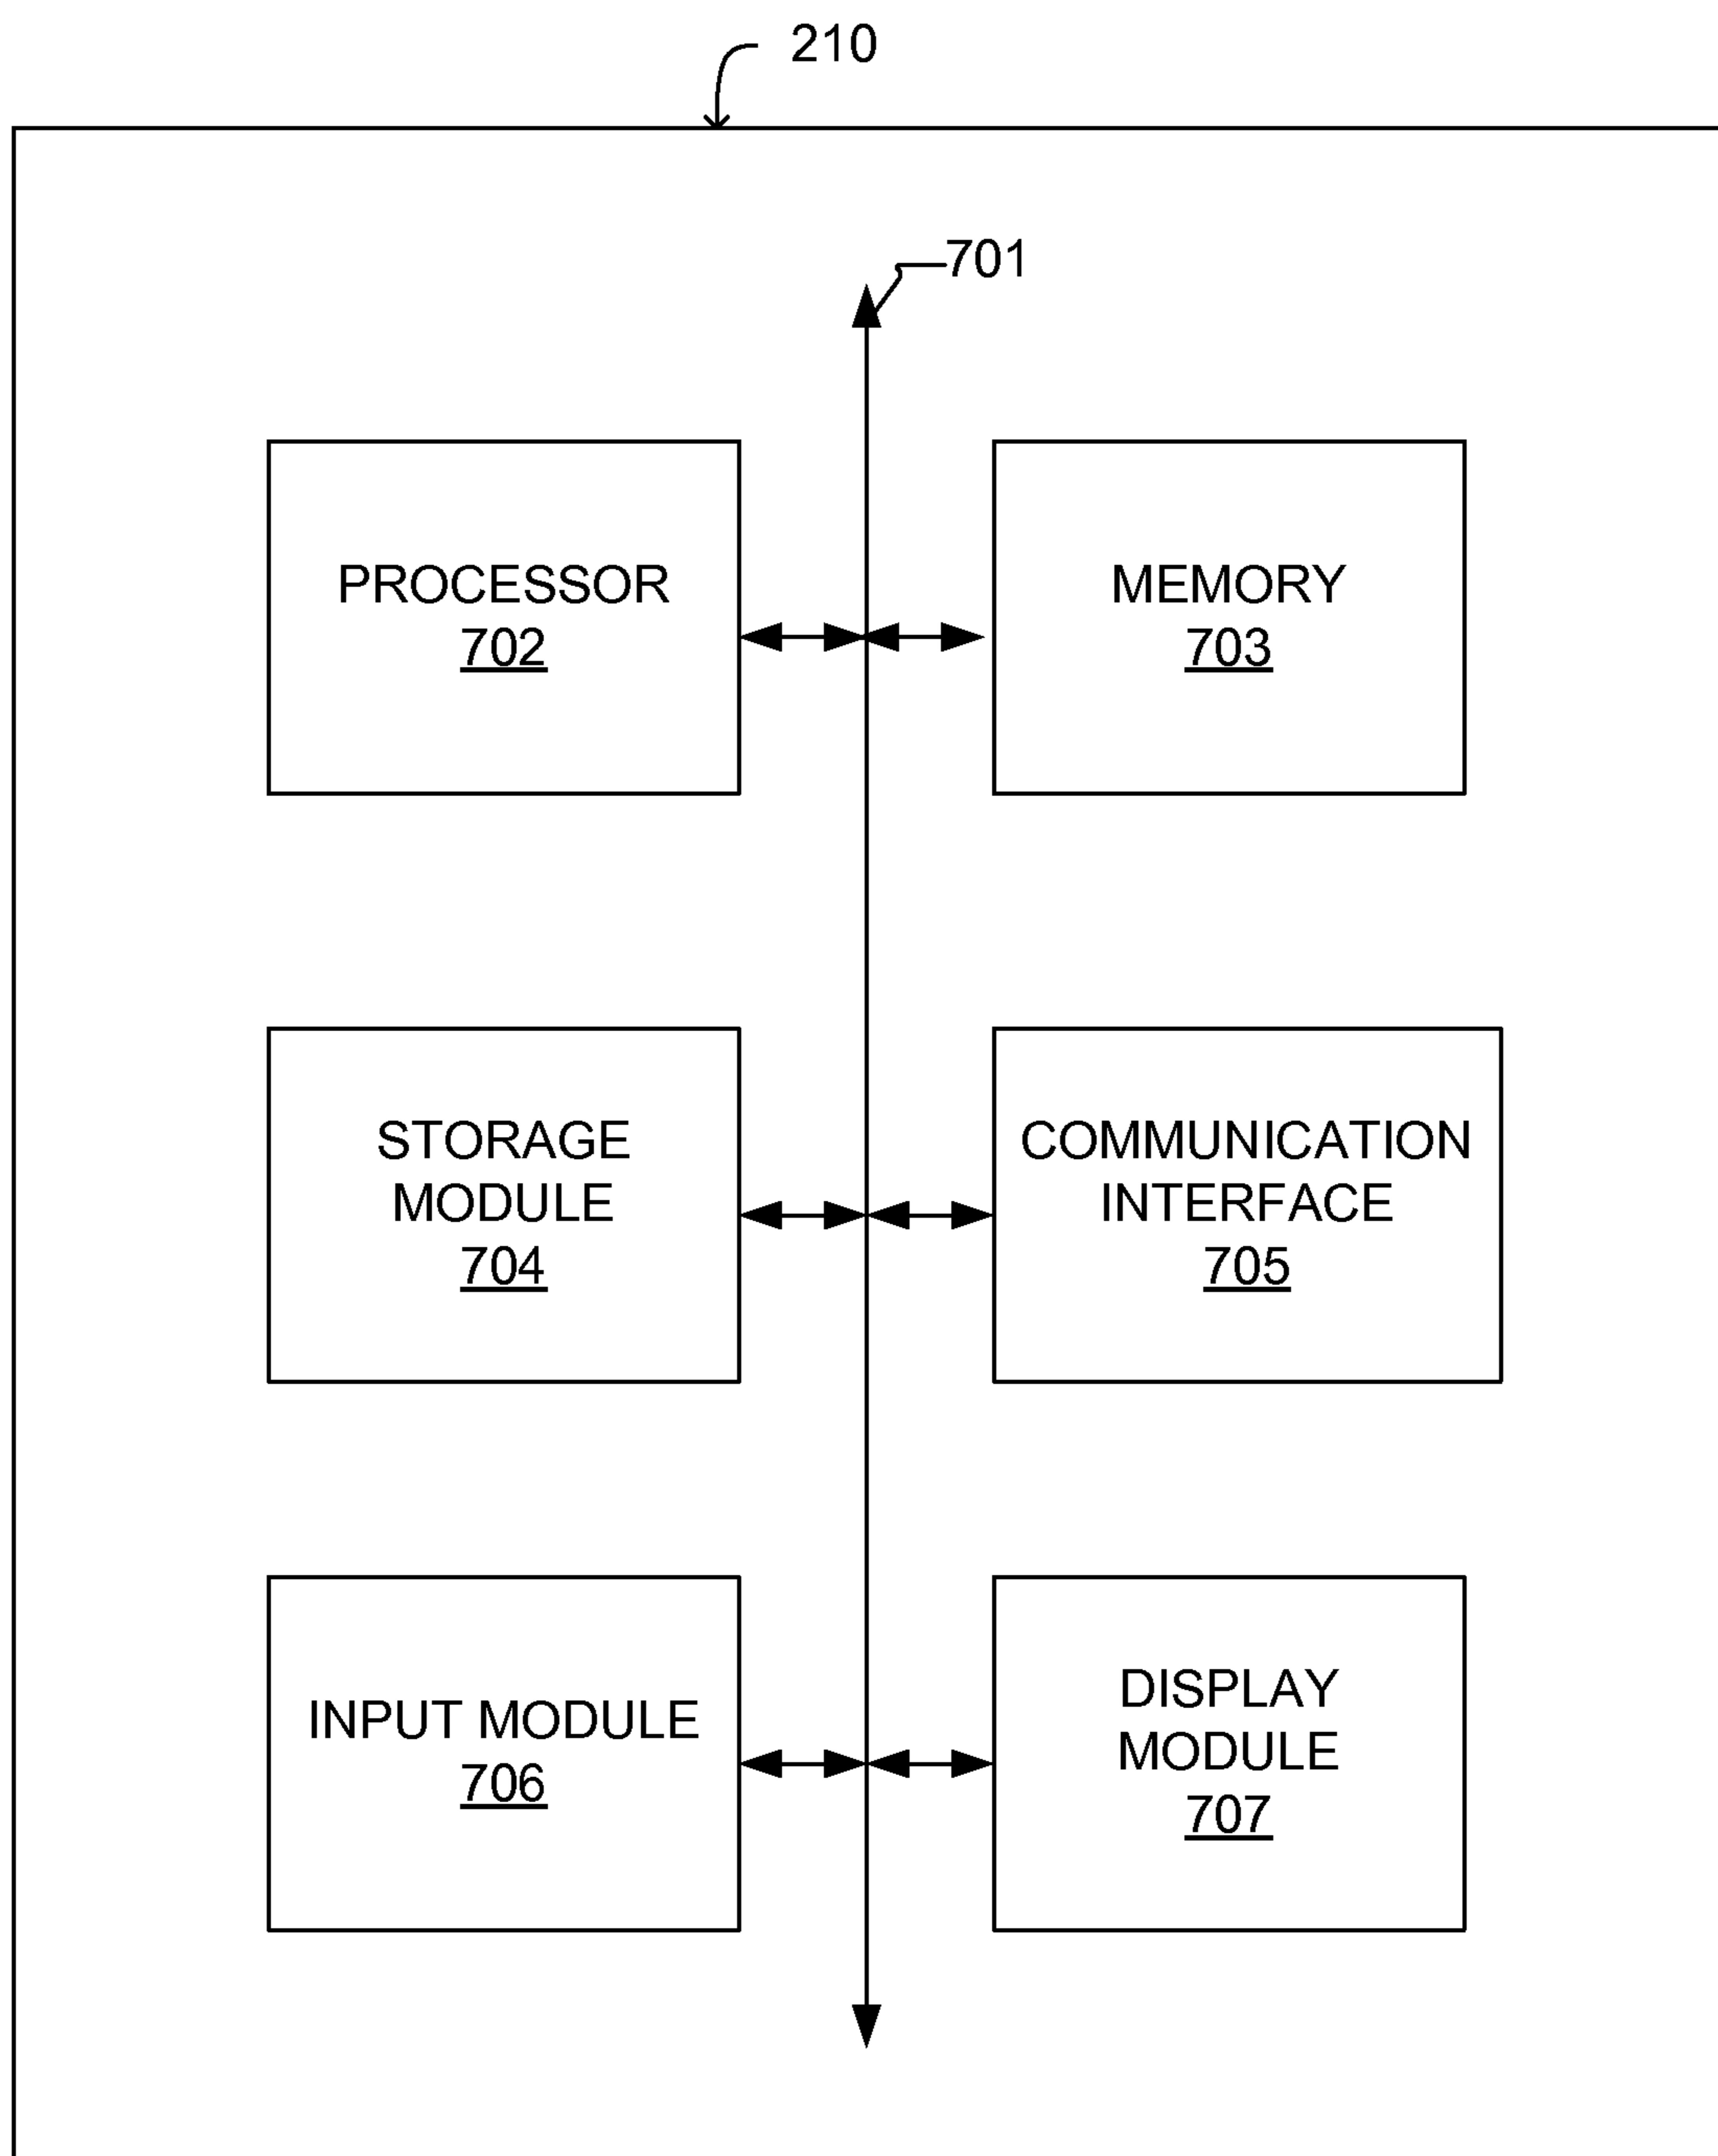 210
701
PROCESSOR
702
MEMORY
703
STORAGE
MODULE
704
COMMUNICATION
INTERFACE
705
INPUT MODULE
706
DISPLAY
MODULE
707